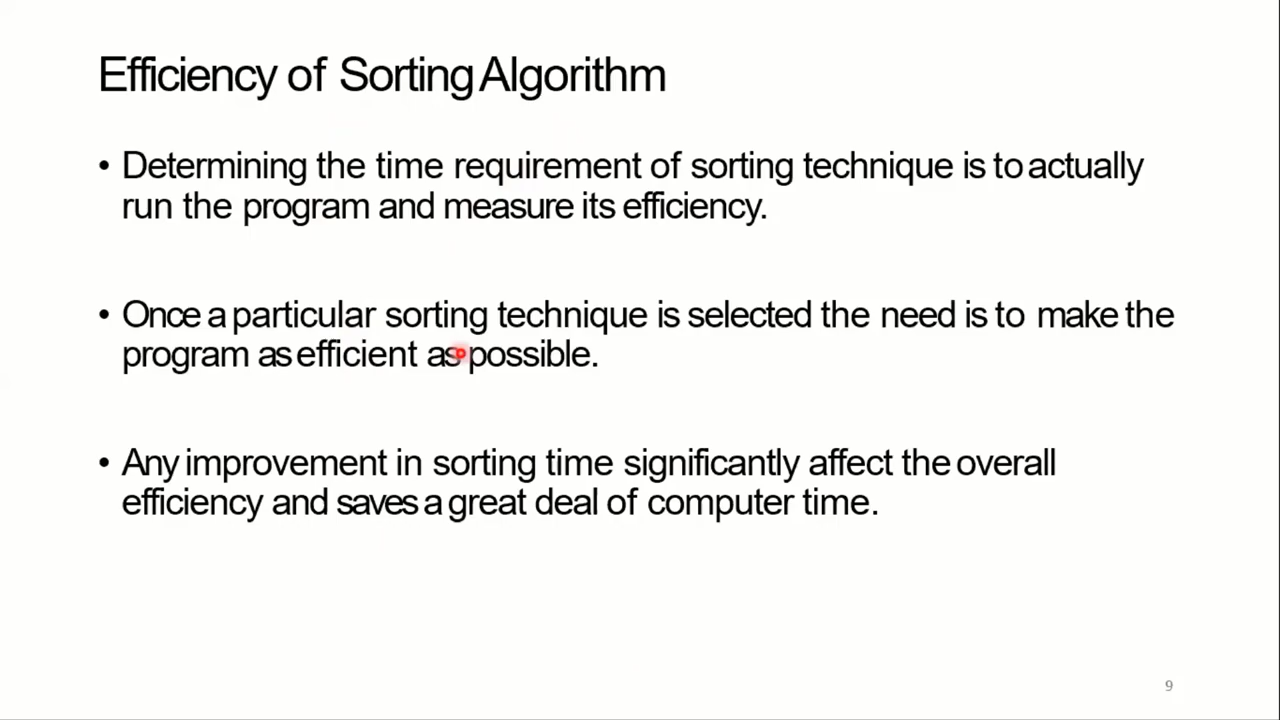 Efficiency of Sorting Algorithm
• Determining the time requirement of sorting technique is to actually
run the program and measure its efficiency.
• Once a particular sorting technique is selected the need is to make the
program as efficient as possible.
• Any improvement in sorting time significantly affect the overall
efficiency and saves a great deal of computer time.
9